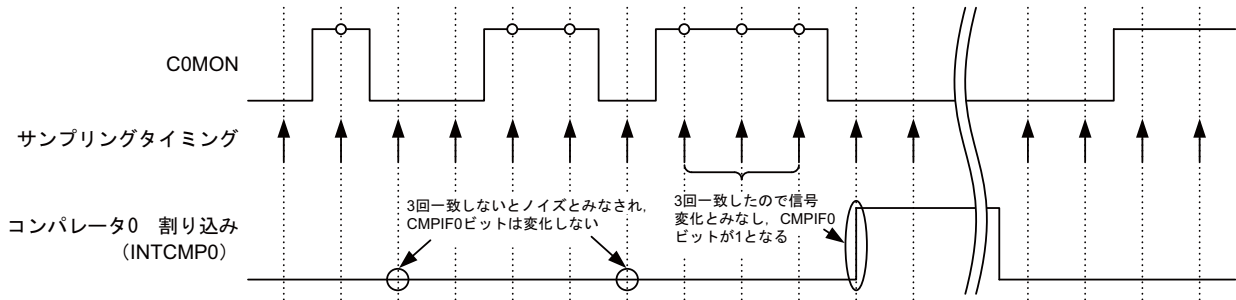 C0MON
サンプリングタイミング
コンパレータ0　割り込み
(INTCMP0)
3回一致しないとノイズとみなされ,
CMPIF0ビットは変化しない
3回一致したので信号
変化とみなし, CMPIF0
ビットが1となる